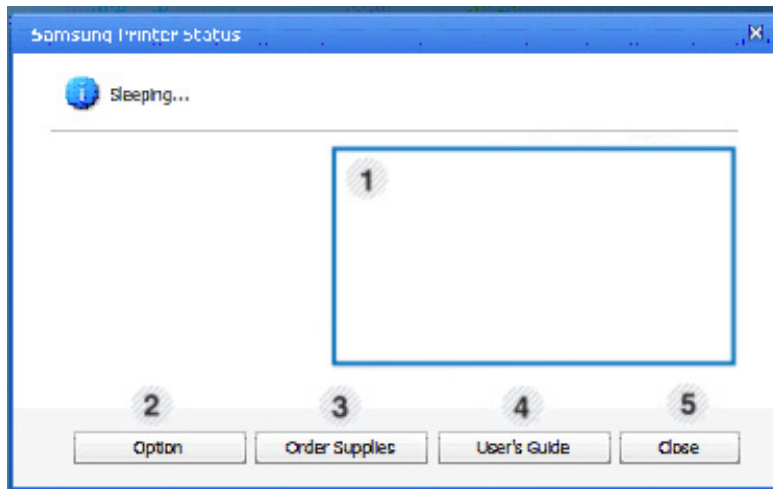 Samsung Printer Status
Sleeping...
1
2 3 4 5
Option Order Supplies User's Guide Close